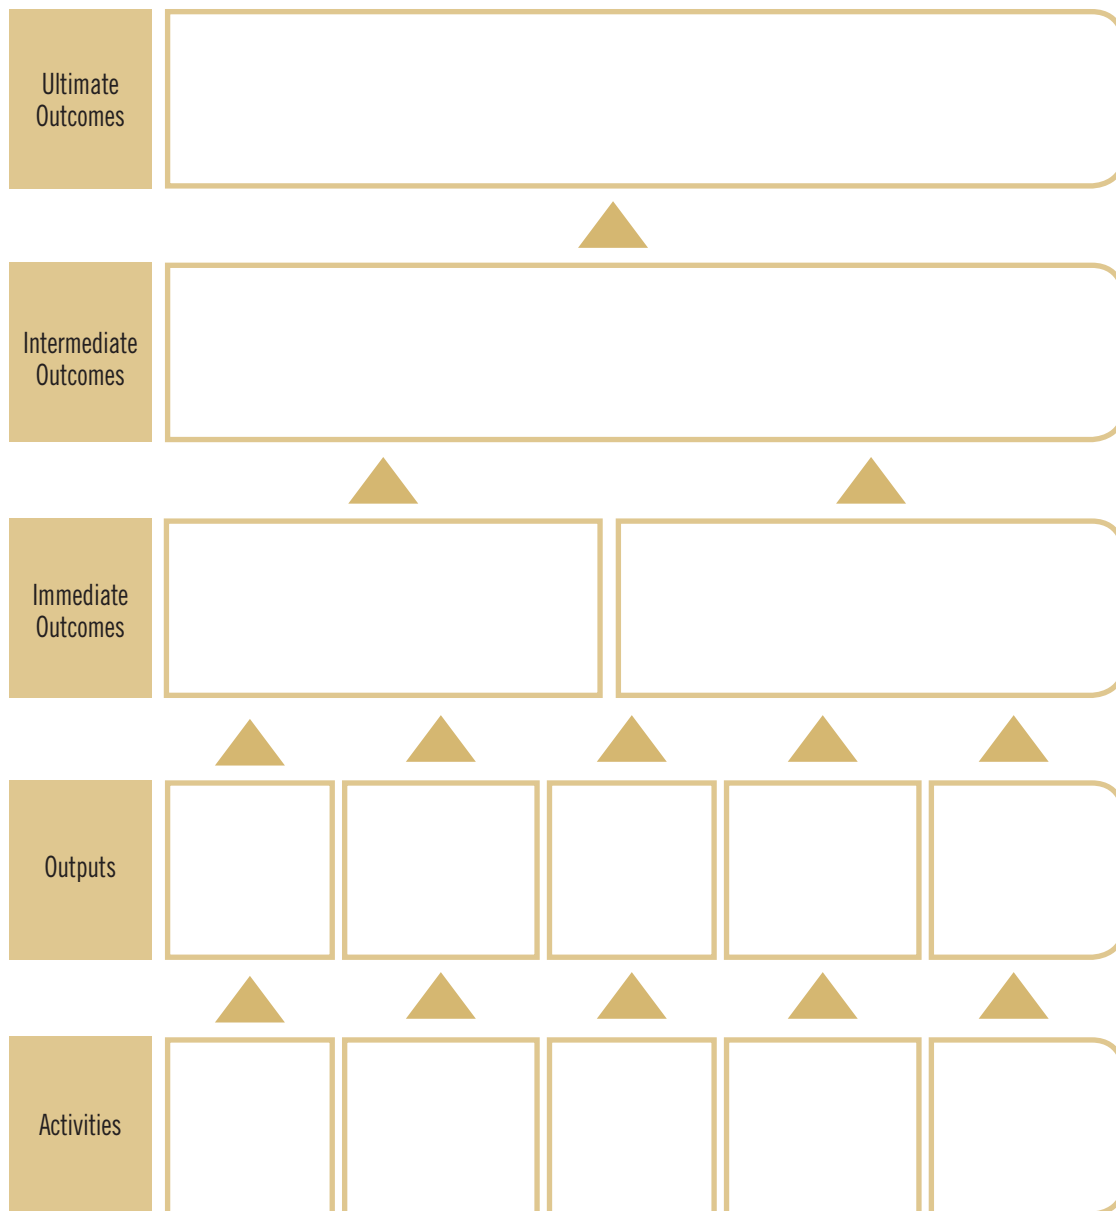 Ultimate
Outcomes
Intermediate
Outcomes
Immediate
Outcomes
Outputs
Activities